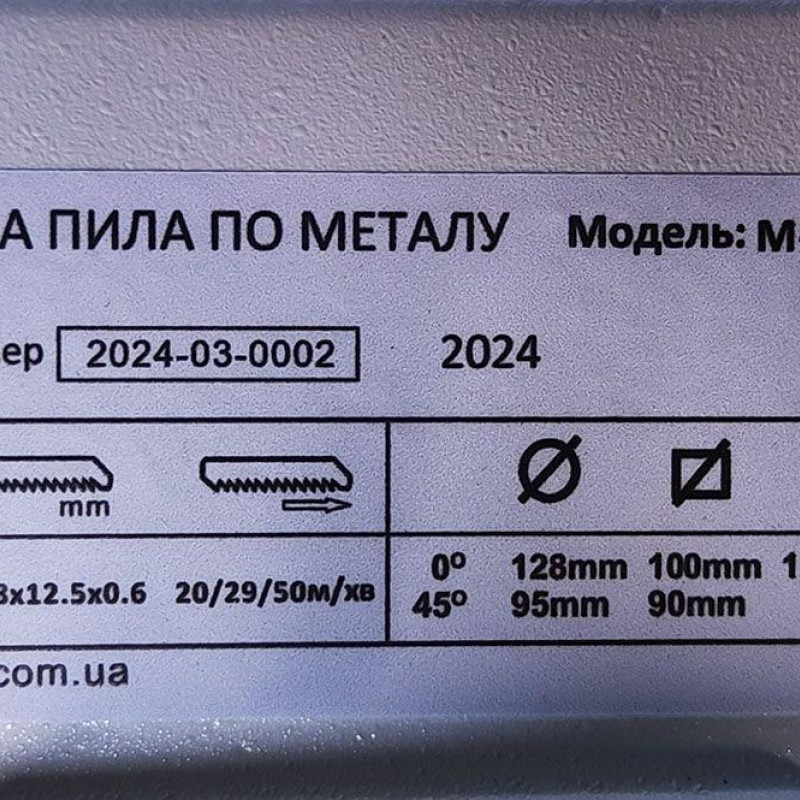 А ПИЛА ПО МЕТАЛУ Модель:
ер 2024-03-0002 2024
mm
x12.5x0.6 20/29/50м/хв
0º 128mm 100mm 1
45º 95mm 90mm
com.ua